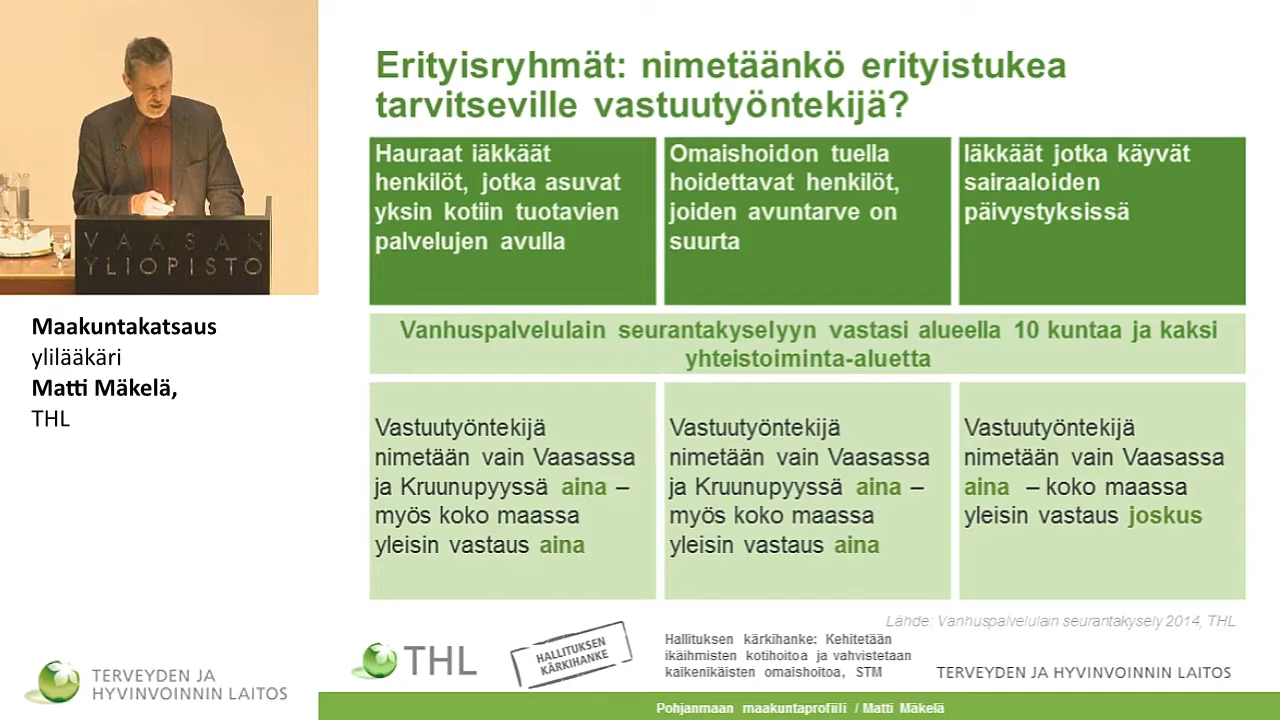 Erityisryhmät: nimetäänkö erityistukea
tarvitseville vastuutyöntekijä?
Hauraat iäkkäät
henkilöt, jotka asuvat
yksin kotiin tuotavien
palvelujen avulla
Omaishoidon tuella
hoidettavat henkilöt,
joiden avuntarve on
suurta
Iäkkäät jotka käyvät
sairaaloiden
päivystyksissä
Vanhuspalvelulain seurantakyselyyn vastasi alueella 10 kuntaa ja kaksi
yhteistoiminta-aluetta
Vastuutyöntekijä
nimetään vain Vaasassa
ja Kruunupyyssä aina –
myös koko maassa
yleisin vastaus aina
Vastuutyöntekijä
nimetään vain Vaasassa
ja Kruunupyyssä aina –
myös koko maassa
yleisin vastaus aina
Vastuutyöntekijä
nimetään vain Vaasassa
aina – koko maassa
yleisin vastaus joskus
Lähde: Vanhuspalvelulain seurantakysely 2014, THL
THL
HALLITUKSEN
KÄRKIHANKE
Hallituksen kärkihanke: Kehitetään
ikäihmisten kotihoitoa ja vahvistetaan
kaikenikäisten omaishoitoa, STM
TERVEYDEN JA HYVINVOINNIN LAITOS
Pohjanmaan maakuntaprofiili / Matti Mäkelä
VAASAN
YLIOPISTO
Maakuntakatsaus
ylilääkäri
Matti Mäkelä,
THL
TERVEYDEN JA
HYVINVOINNIN LAITOS